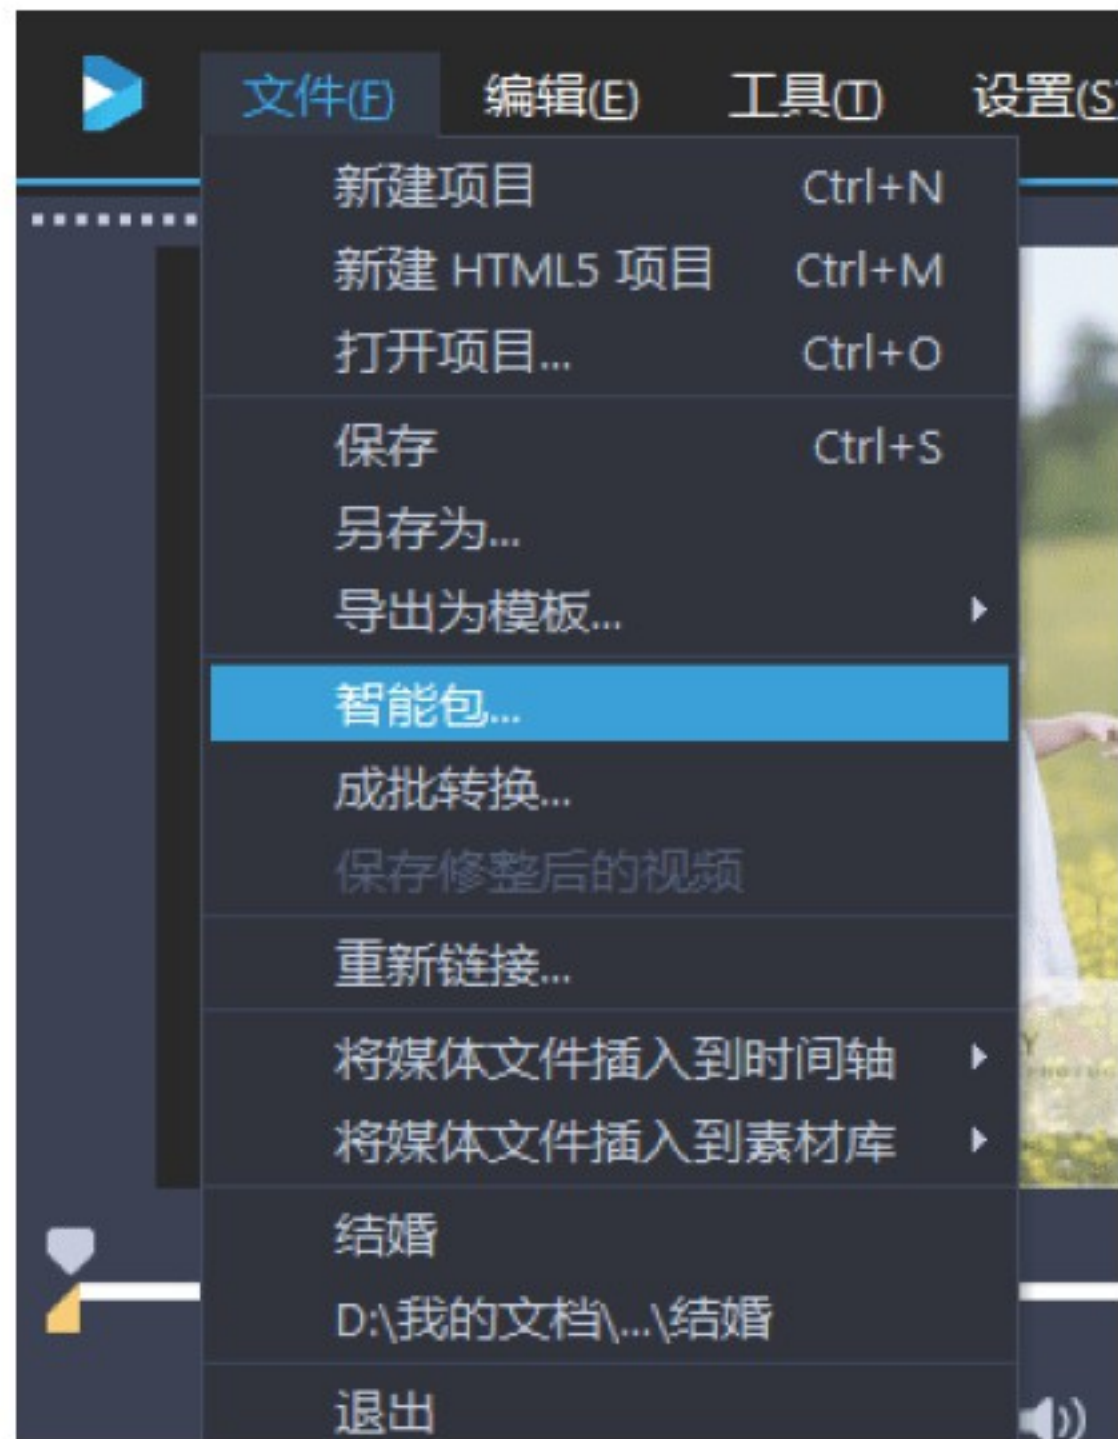 文件(F) 编辑(E) 工具(T) 设置(S
新建项目 Ctrl+N
新建 HTML5 项目 Ctrl+M
打开项目... Ctrl+O
保存 Ctrl+S
另存为...
导出为模板...
智能包...
成批转换...
保存修整后的视频
重新链接...
将媒体文件插入到时间轴
将媒体文件插入到素材库
结婚
D:\我的文档\...\结婚
退出